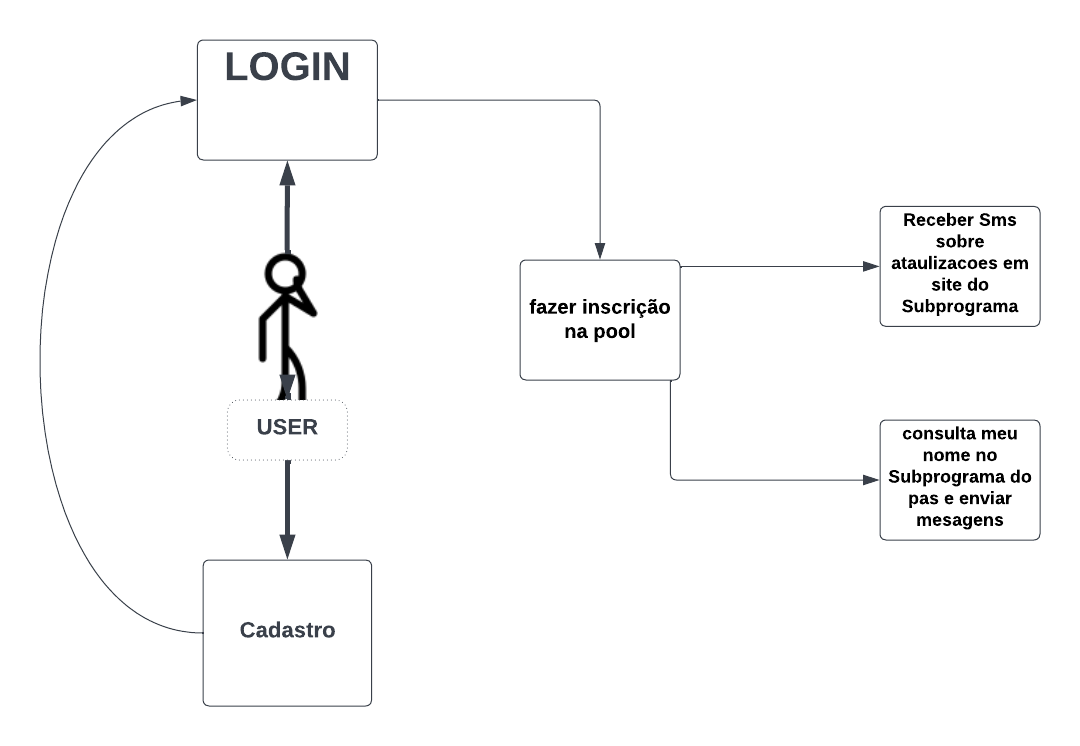 LOGIN
Receber Sms
sobre
ataulizacoes em
site do
Subprograma
fazer inscrição
na pool
USER
consulta meu
nome no
Subprograma do
pas e enviar
mesagens
Cadastro